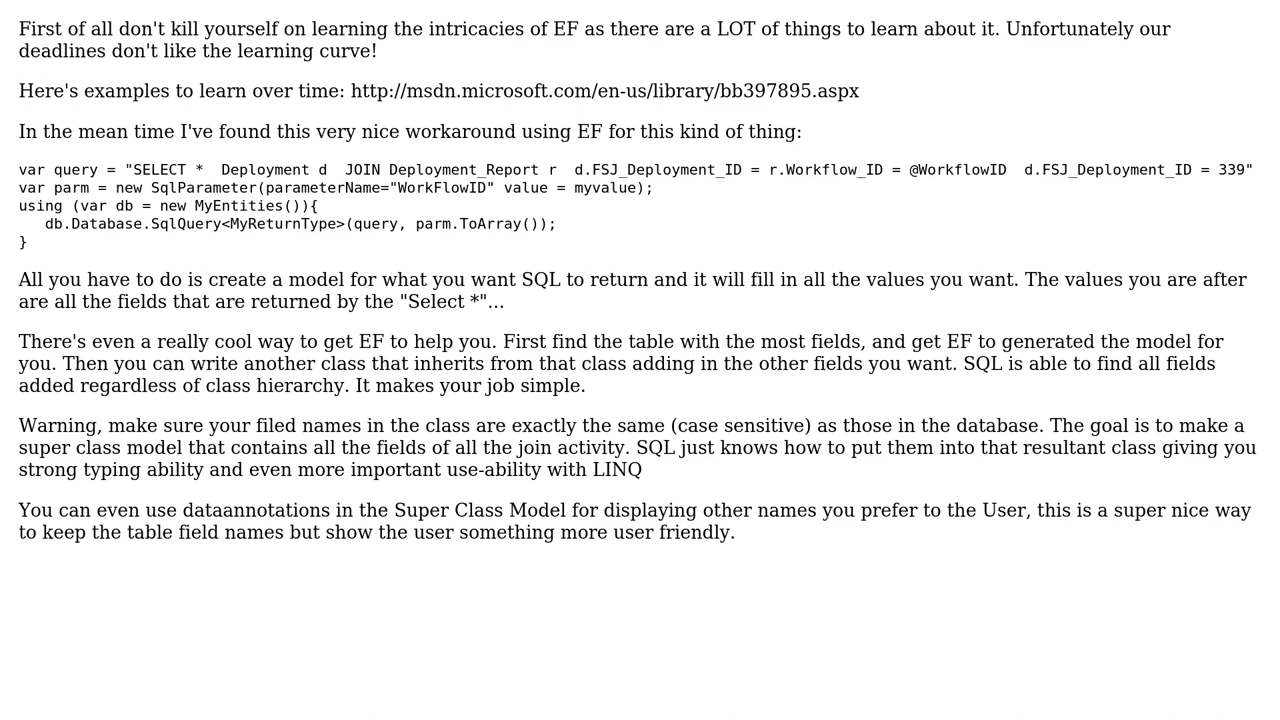 First of all don't kill yourself on learning the intricacies of EF as there are a LOT of things to learn about it. Unfortunately our
deadlines don't like the learning curve!
Here's examples to learn over time: http://msdn.microsoft.com/en-us/library/bb397895.aspx
In the mean time I've found this very nice workaround using EF for this kind of thing:
var query = "SELECT *  Deployment d  JOIN Deployment_Report r  d.FSJ_Deployment_ID = r.Workflow_ID = @WorkflowID  d.FSJ_Deployment_ID = 339"
var parm = new SqlParameter(parameterName="WorkFlowID" value = myvalue);
using (var db = new MyEntities()){
   db.Database.SqlQuery<MyReturnType>(query, parm.ToArray());
}
All you have to do is create a model for what you want SQL to return and it will fill in all the values you want. The values you are after
are all the fields that are returned by the "Select *"...
There's even a really cool way to get EF to help you. First find the table with the most fields, and get EF to generated the model for
you. Then you can write another class that inherits from that class adding in the other fields you want. SQL is able to find all fields
added regardless of class hierarchy. It makes your job simple.
Warning, make sure your filed names in the class are exactly the same (case sensitive) as those in the database. The goal is to make a
super class model that contains all the fields of all the join activity. SQL just knows how to put them into that resultant class giving you
strong typing ability and even more important use-ability with LINQ
You can even use dataannotations in the Super Class Model for displaying other names you prefer to the User, this is a super nice way
to keep the table field names but show the user something more user friendly.